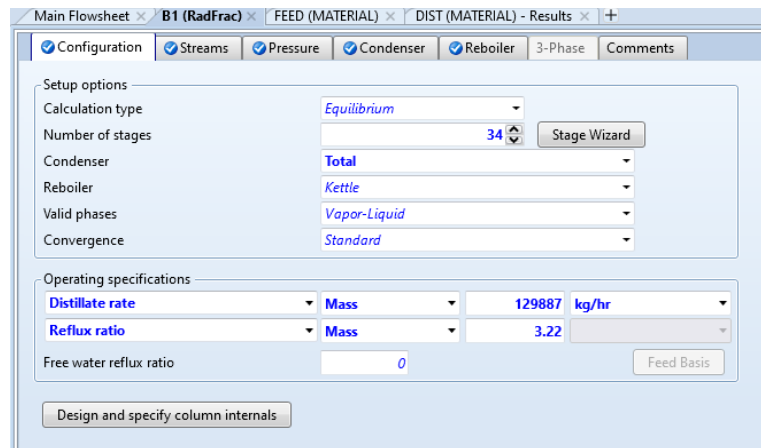 Main Flowsheet × B1 (RadFrac) × FEED (MATERIAL) × DIST (MATERIAL) - Results × +
Configuration Streams Pressure Condenser Reboiler 3-Phase Comments
Setup options
Calculation type Equilibrium
Number of stages 34 Stage Wizard
Condenser Total
Reboiler Kettle
Valid phases Vapor-Liquid
Convergence Standard
Operating specifications
Distillate rate Mass 129887 kg/hr
Reflux ratio Mass 3.22
Free water reflux ratio 0 Feed Basis
Design and specify column internals